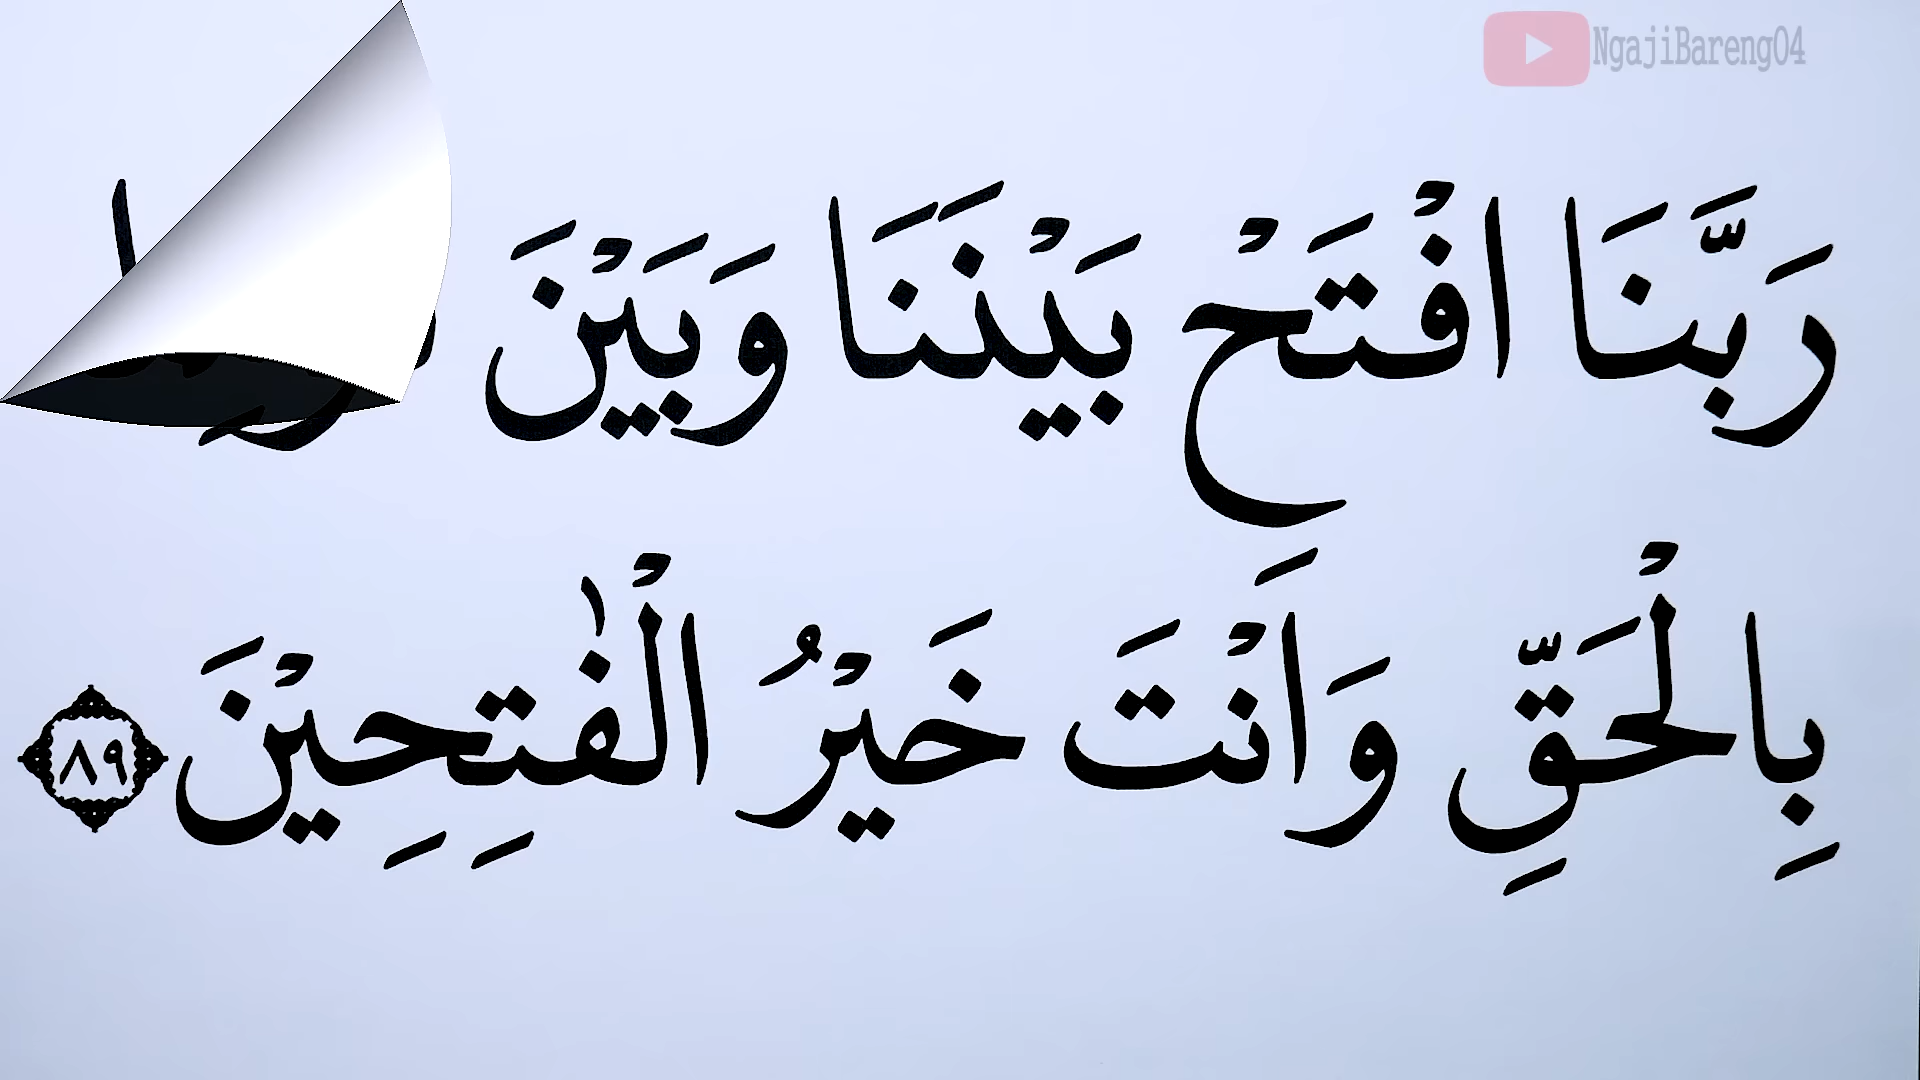 NgajiBareng04
رَبَّنَا افْتَحْ بَيْنَنَا وَبَيْنَ
بِالْحَقِّ وَاَنْتَ خَيْرُ الْفٰتِحِيْنَ ٨٩